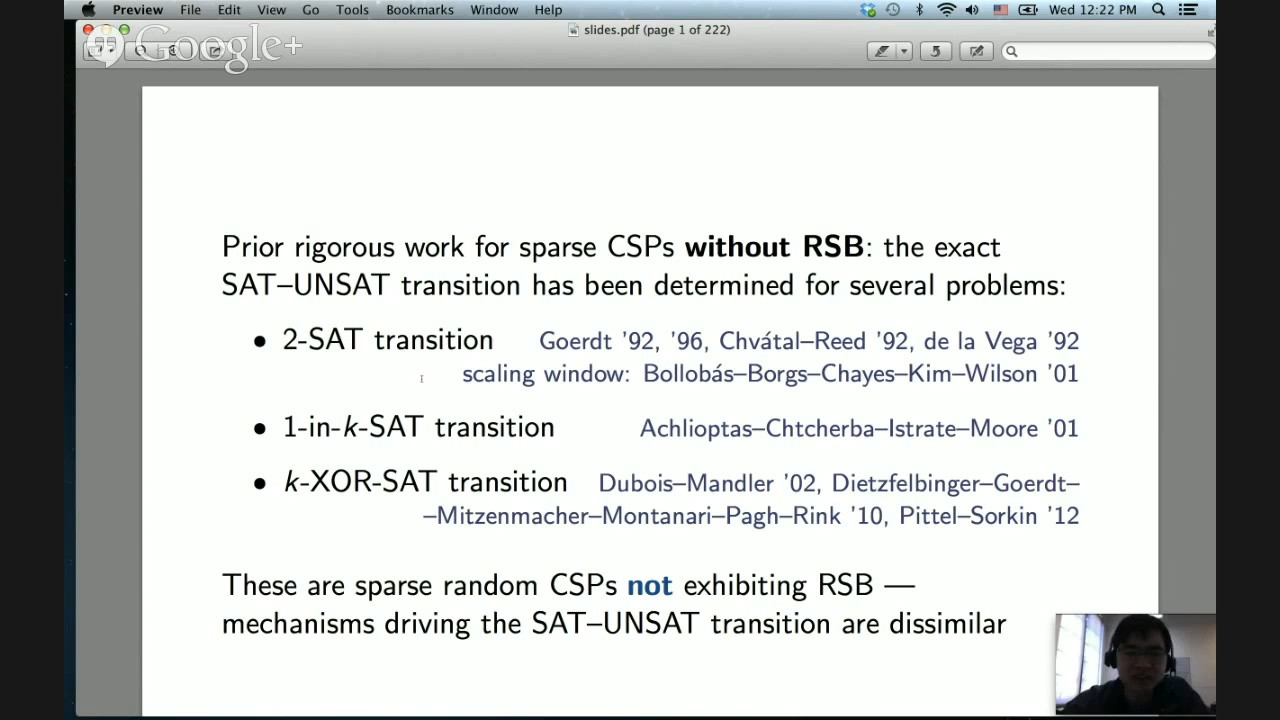 Preview File Edit View Go Tools Bookmarks Window Help Wed 12:22 PM
Google+
slides.pdf (page 1 of 222)
Prior rigorous work for sparse CSPs without RSB: the exact
SAT–UNSAT transition has been determined for several problems:
• 2-SAT transition Goerdt '92, '96, Chvátal–Reed '92, de la Vega '92
scaling window: Bollobás–Borgs–Chayes–Kim–Wilson '01
• 1-in-k-SAT transition Achlioptas–Chtcherba–Istrate–Moore '01
• k-XOR-SAT transition Dubois–Mandler '02, Dietzfelbinger–Goerdt–
–Mitzenmacher–Montanari–Pagh–Rink '10, Pittel–Sorkin '12
These are sparse random CSPs not exhibiting RSB —
mechanisms driving the SAT–UNSAT transition are dissimilar